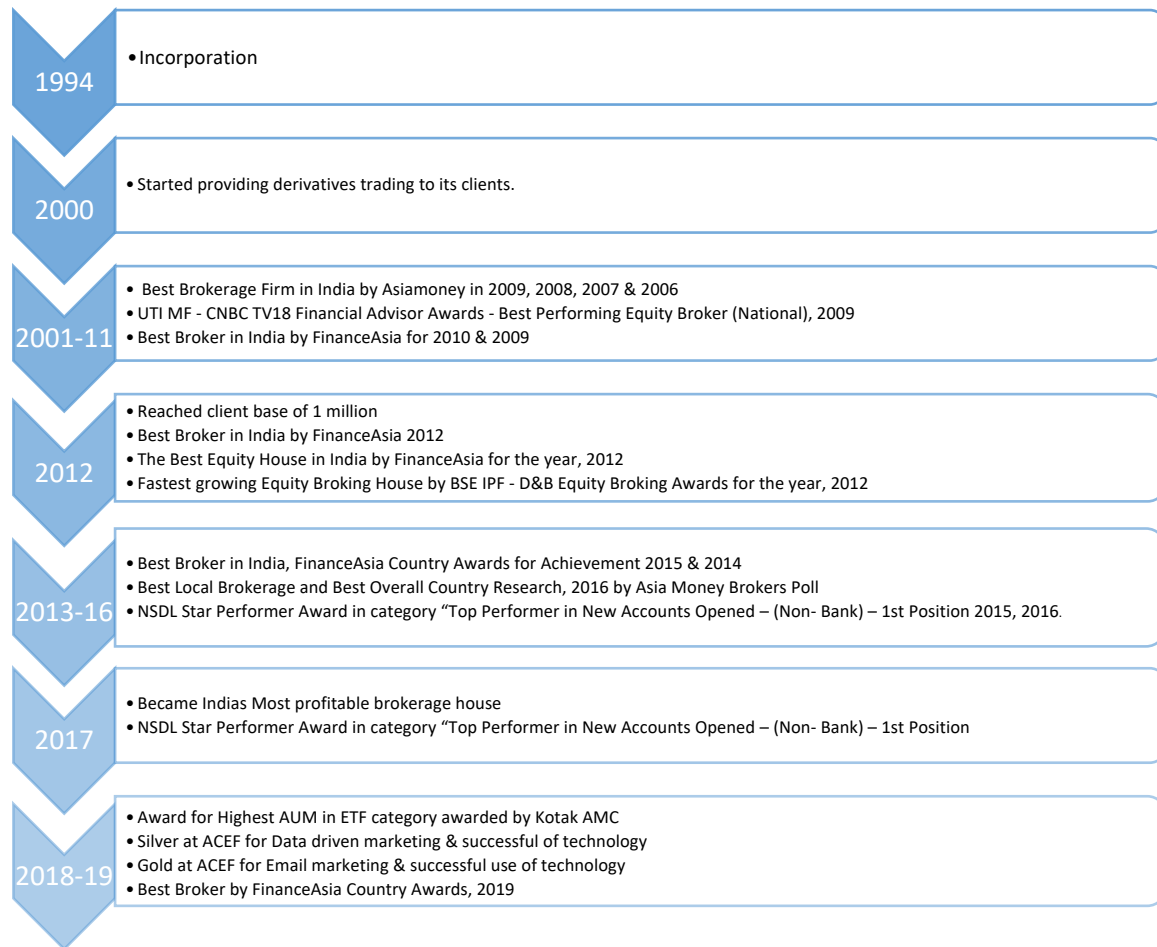 1994
• Incorporation
2000
• Started providing derivatives trading to its clients.
2001-11
• Best Brokerage Firm in India by Asiamoney in 2009, 2008, 2007 & 2006
• UTI MF - CNBC TV18 Financial Advisor Awards - Best Performing Equity Broker (National), 2009
• Best Broker in India by FinanceAsia for 2010 & 2009
2012
• Reached client base of 1 million
• Best Broker in India by FinanceAsia 2012
• The Best Equity House in India by FinanceAsia for the year, 2012
• Fastest growing Equity Broking House by BSE IPF - D&B Equity Broking Awards for the year, 2012
2013-16
• Best Broker in India, FinanceAsia Country Awards for Achievement 2015 & 2014
• Best Local Brokerage and Best Overall Country Research, 2016 by Asia Money Brokers Poll
• NSDL Star Performer Award in category “Top Performer in New Accounts Opened – (Non- Bank) – 1st Position 2015, 2016.
2017
• Became Indias Most profitable brokerage house
• NSDL Star Performer Award in category “Top Performer in New Accounts Opened – (Non- Bank) – 1st Position
2018-19
• Award for Highest AUM in ETF category awarded by Kotak AMC
• Silver at ACEF for Data driven marketing & successful of technology
• Gold at ACEF for Email marketing & successful use of technology
• Best Broker by FinanceAsia Country Awards, 2019